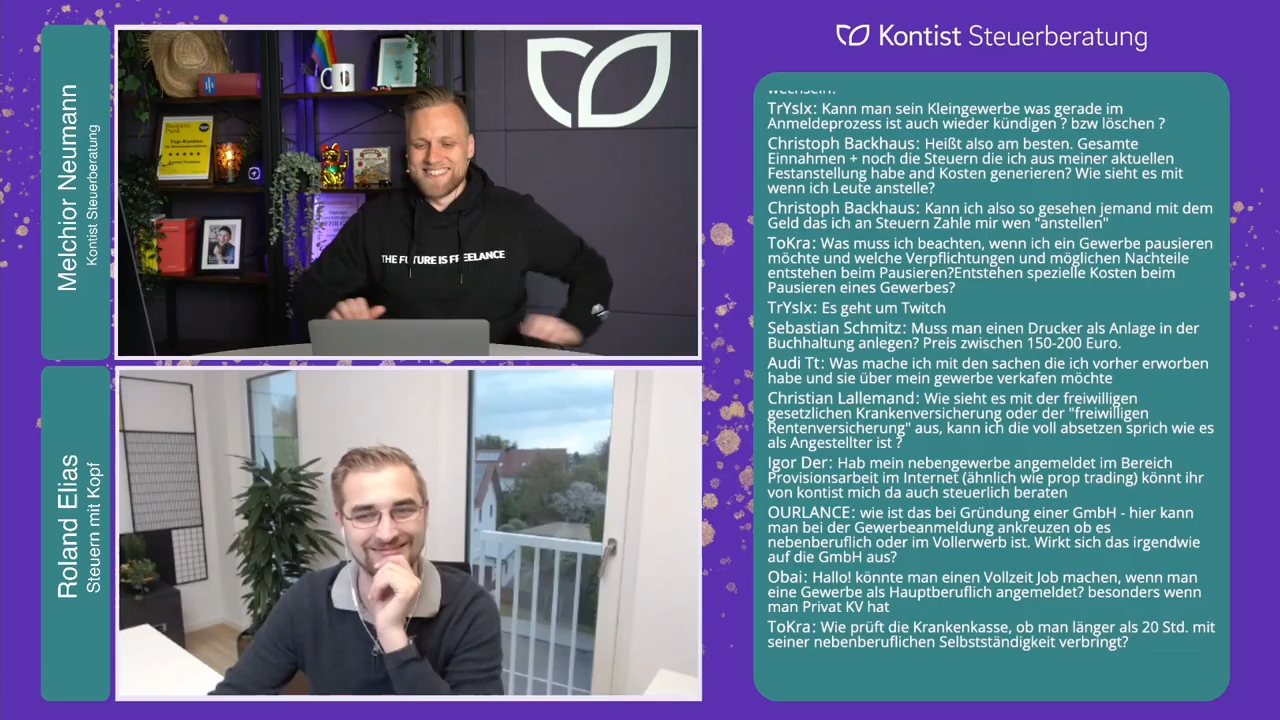 Melchior Neumann
Kontist Steuerberatung
THE FUTURE IS FREELANCE
Roland Elias
Steuern mit Kopf
Kontist Steuerberatung
wechseln.
TrYsIx: Kann man sein Kleingewerbe was gerade im
Anmeldeprozess ist auch wieder kündigen ? bzw löschen ?
Christoph Backhaus: Heißt also am besten. Gesamte
Einnahmen + noch die Steuern die ich aus meiner aktuellen
Festanstellung habe and Kosten generieren? Wie sieht es mit
wenn ich Leute anstelle?
Christoph Backhaus: Kann ich also so gesehen jemand mit dem
Geld das ich an Steuern Zahle mir wen "anstellen"
ToKra: Was muss ich beachten, wenn ich ein Gewerbe pausieren
möchte und welche Verpflichtungen und möglichen Nachteile
entstehen beim Pausieren?Entstehen spezielle Kosten beim
Pausieren eines Gewerbes?
TrYsIx: Es geht um Twitch
Sebastian Schmitz: Muss man einen Drucker als Anlage in der
Buchhaltung anlegen? Preis zwischen 150-200 Euro.
Audi Tt: Was mache ich mit den sachen die ich vorher erworben
habe und sie über mein gewerbe verkafen möchte
Christian Lallemand: Wie sieht es mit der freiwilligen
gesetzlichen Krankenversicherung oder der "freiwilligen
Rentenversicherung" aus, kann ich die voll absetzen sprich wie es
als Angestellter ist ?
Igor Der: Hab mein nebengewerbe angemeldet im Bereich
Provisionsarbeit im Internet (ähnlich wie prop trading) könnt ihr
von kontist mich da auch steuerlich beraten
OURLANCE: wie ist das bei Gründung einer GmbH - hier kann
man bei der Gewerbeanmeldung ankreuzen ob es
nebenberuflich oder im Vollerwerb ist. Wirkt sich das irgendwie
auf die GmbH aus?
Obai: Hallo! könnte man einen Vollzeit Job machen, wenn man
eine Gewerbe als Hauptberuflich angemeldet? besonders wenn
man Privat KV hat
ToKra: Wie prüft die Krankenkasse, ob man länger als 20 Std. mit
seiner nebenberuflichen Selbstständigkeit verbringt?